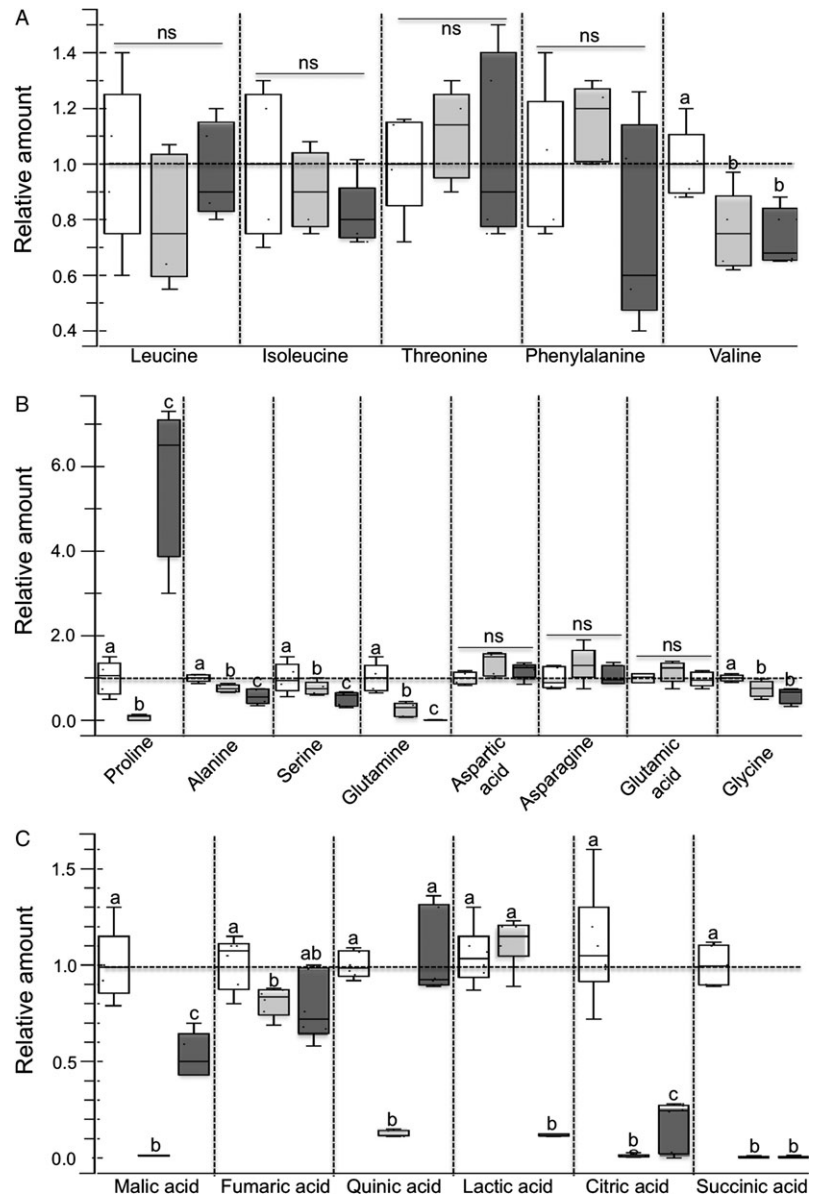 A
ns
ns
ns
ns
a
b
b
1.4
1.2
1.0
0.8
0.6
0.4
Relative amount
Leucine Isoleucine Threonine Phenylalanine Valine
B
c
a
b
a
b
c
a
b
c
a
b
c
ns
ns
ns
a
b
b
6.0
4.0
2.0
0.0
Relative amount
Proline
Alanine
Serine
Glutamine
Aspartic
acid
Asparagine
Glutamic
acid
Glycine
C
a
b
c
a
b
ab
a
b
a
a
a
b
a
b
c
a
b
b
1.5
1.0
0.5
0.0
Relative amount
Malic acid Fumaric acid Quinic acid Lactic acid Citric acid Succinic acid